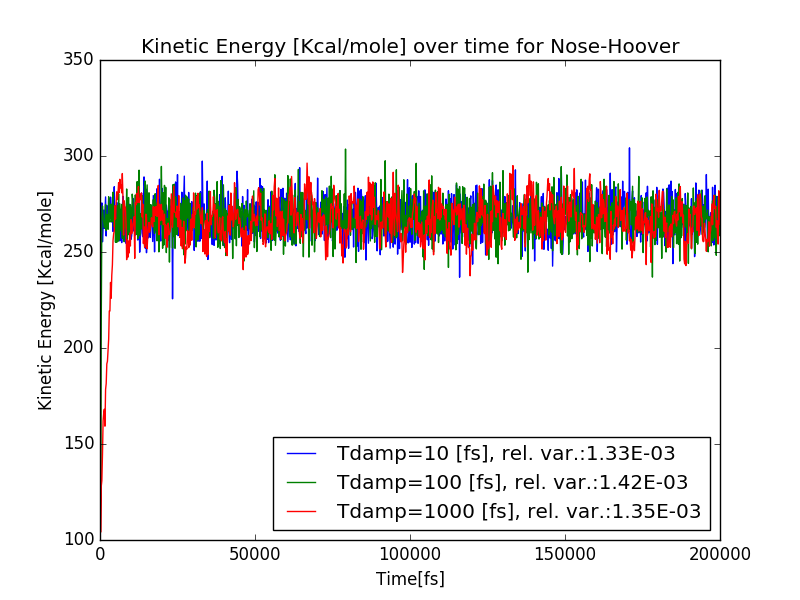 Kinetic Energy [Kcal/mole] over time for Nose-Hoover
350
300
250
200
150
100
Kinetic Energy [Kcal/mole]
Tdamp=10 [fs], rel. var.:1.33E-03
Tdamp=100 [fs], rel. var.:1.42E-03
Tdamp=1000 [fs], rel. var.:1.35E-03
0
50000
100000
150000
200000
Time[fs]